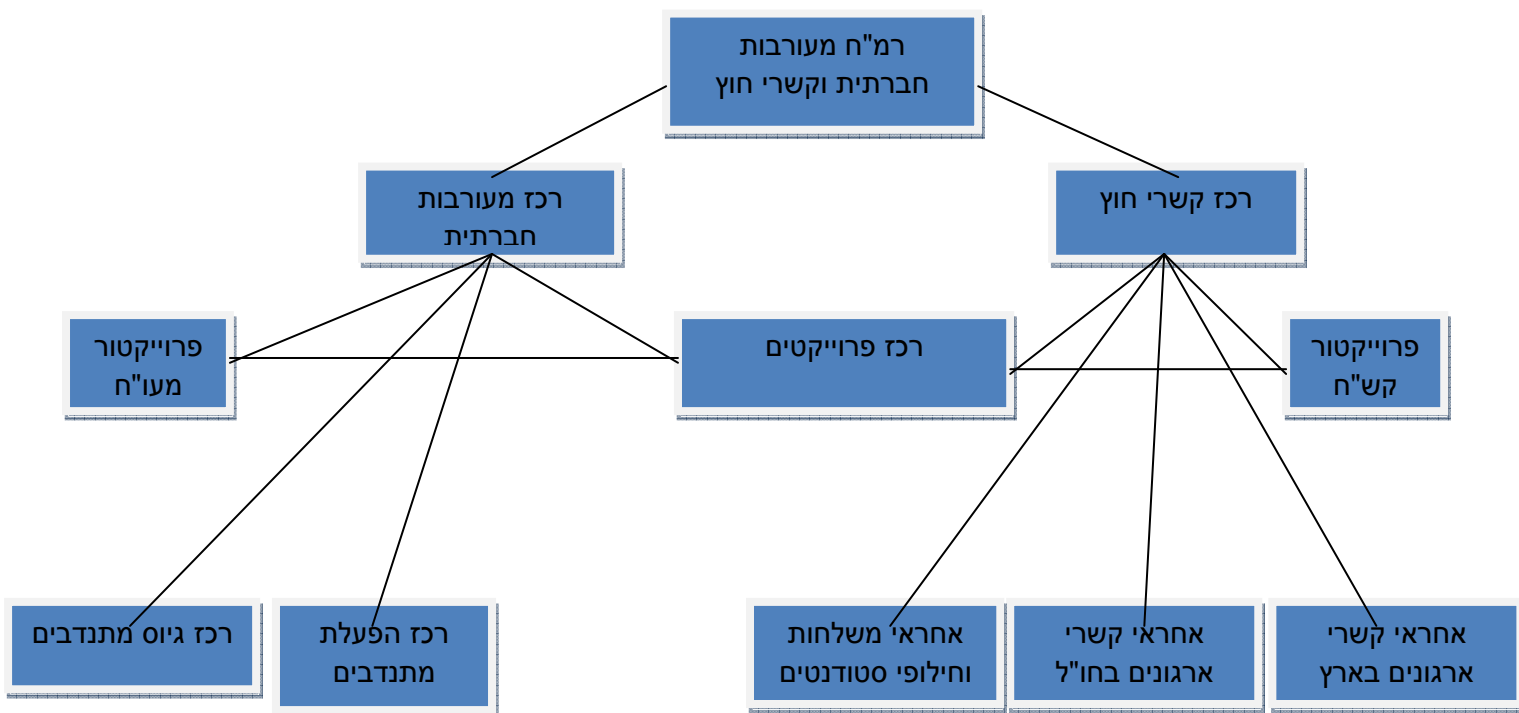 רמ"ח מעורבות
חברתית וקשרי חוץ
רכז קשרי חוץ
רכז מעורבות
חברתית
פרוייקטור
קש"ח
רכז פרוייקטים
פרוייקטור
מעו"ח
אחראי קשרי
ארגונים בארץ
אחראי קשרי
ארגונים בחו"ל
אחראי משלחות
וחילופי סטודנטים
רכז הפעלת
מתנדבים
רכז גיוס מתנדבים